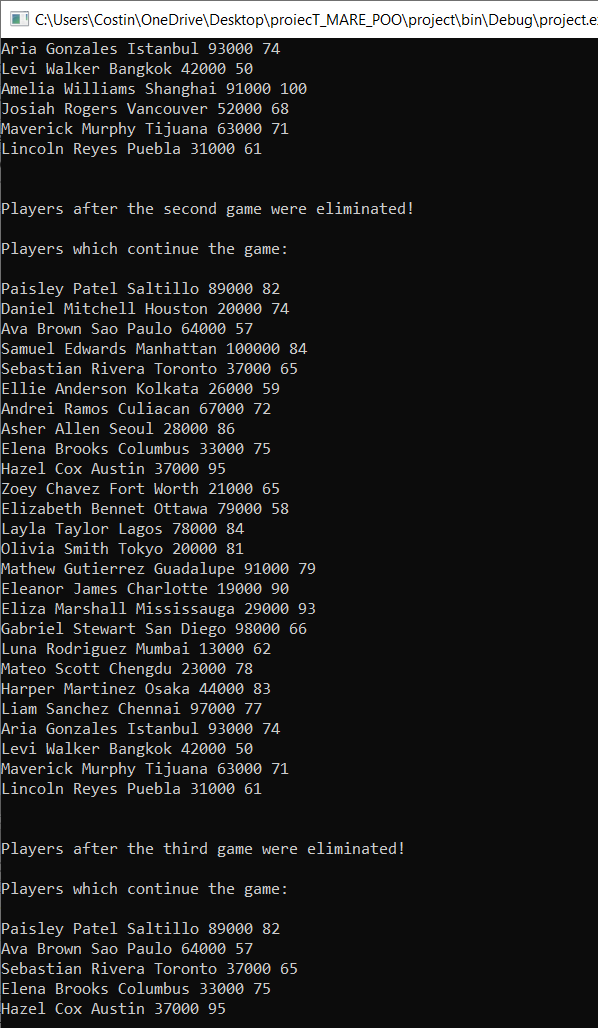 C:\Users\Costin\OneDrive\Desktop\proiecT_MARE_POO\project\bin\Debug\project.ex
Aria Gonzales Istanbul 93000 74
Levi Walker Bangkok 42000 50
Amelia Williams Shanghai 91000 100
Josiah Rogers Vancouver 52000 68
Maverick Murphy Tijuana 63000 71
Lincoln Reyes Puebla 31000 61
Players after the second game were eliminated!
Players which continue the game:
Paisley Patel Saltillo 89000 82
Daniel Mitchell Houston 20000 74
Ava Brown Sao Paulo 64000 57
Samuel Edwards Manhattan 100000 84
Sebastian Rivera Toronto 37000 65
Ellie Anderson Kolkata 26000 59
Andrei Ramos Culiacan 67000 72
Asher Allen Seoul 28000 86
Elena Brooks Columbus 33000 75
Hazel Cox Austin 37000 95
Zoey Chavez Fort Worth 21000 65
Elizabeth Bennet Ottawa 79000 58
Layla Taylor Lagos 78000 84
Olivia Smith Tokyo 20000 81
Mathew Gutierrez Guadalupe 91000 79
Eleanor James Charlotte 19000 90
Eliza Marshall Mississauga 29000 93
Gabriel Stewart San Diego 98000 66
Luna Rodriguez Mumbai 13000 62
Mateo Scott Chengdu 23000 78
Harper Martinez Osaka 44000 83
Liam Sanchez Chennai 97000 77
Aria Gonzales Istanbul 93000 74
Levi Walker Bangkok 42000 50
Maverick Murphy Tijuana 63000 71
Lincoln Reyes Puebla 31000 61
Players after the third game were eliminated!
Players which continue the game:
Paisley Patel Saltillo 89000 82
Ava Brown Sao Paulo 64000 57
Sebastian Rivera Toronto 37000 65
Elena Brooks Columbus 33000 75
Hazel Cox Austin 37000 95